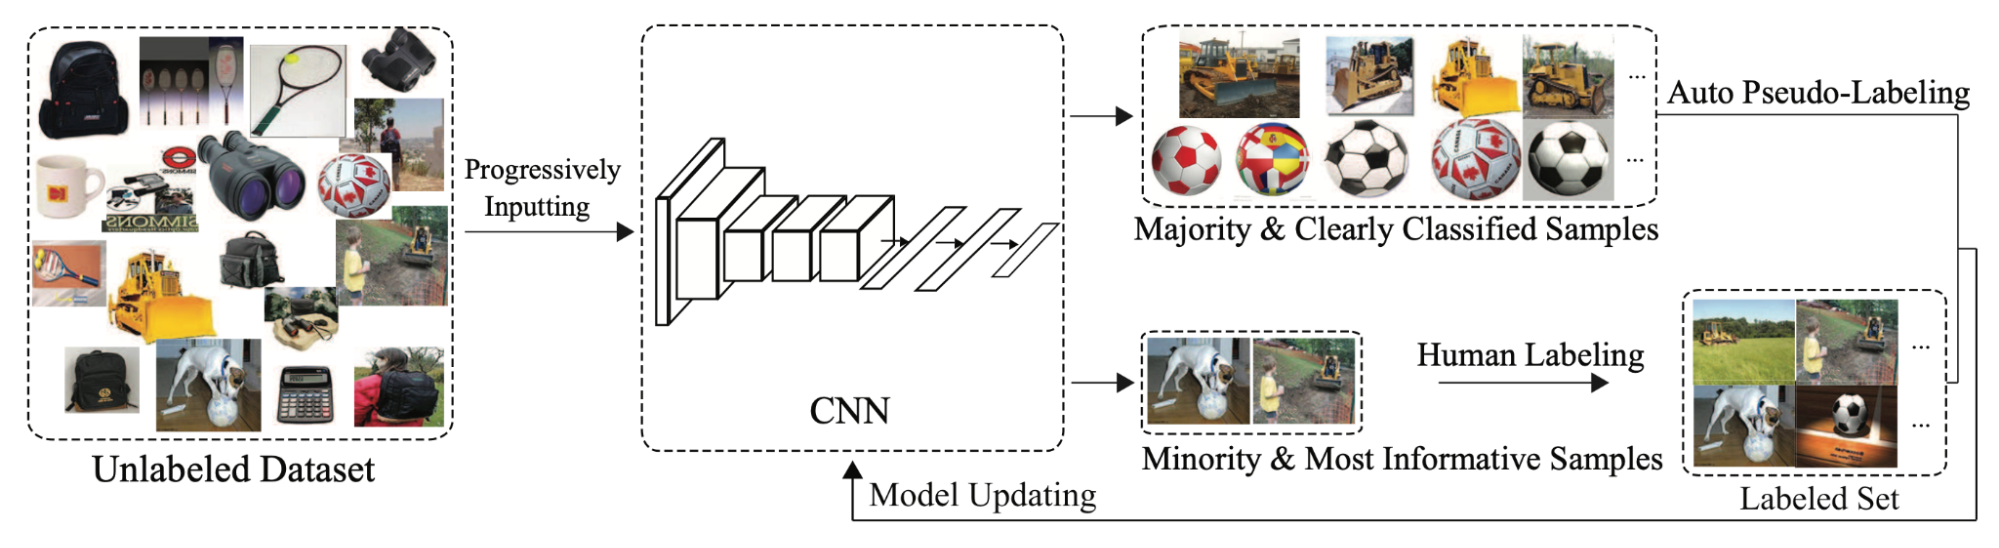 Unlabeled Dataset
Progressively
Inputting
CNN
Majority & Clearly Classified Samples
...
...
Auto Pseudo-Labeling
Minority & Most Informative Samples
Human Labeling
...
...
Labeled Set
Model Updating